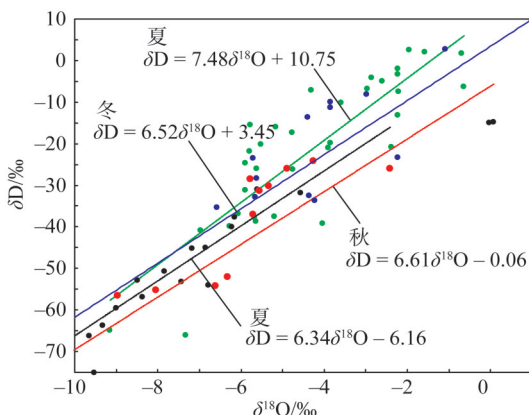 10
0
−10
−20
−30
−40
−50
−60
−70
δD/‰
夏
δD = 7.48δ¹⁸O + 10.75
冬
δD = 6.52δ¹⁸O + 3.45
秋
δD = 6.61δ¹⁸O − 0.06
夏
δD = 6.34δ¹⁸O − 6.16
−10 −8 −6 −4 −2 0
δ¹⁸O/‰